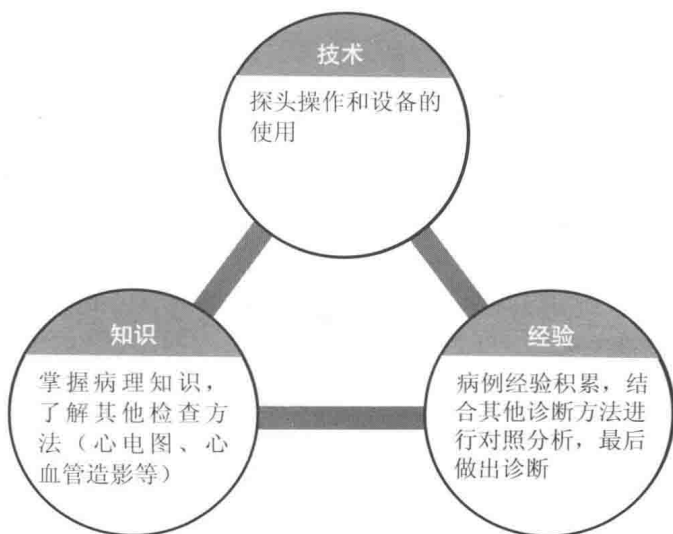 技术
探头操作和设备的
使用
知识
掌握病理知识，
了解其他检查方
法（心电图、心
血管造影等）
经验
病例经验积累，结
合其他诊断方法进
行对照分析，最后
做出诊断